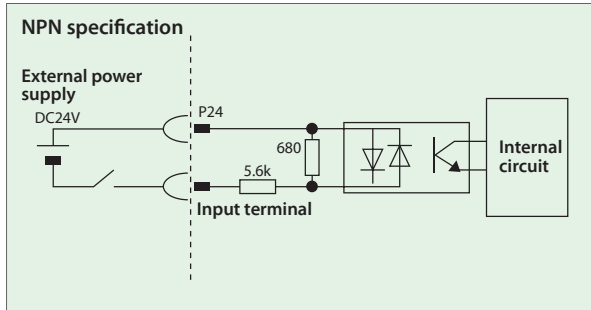 NPN specification
External power
supply
DC24V
P24
680
5.6k
Input terminal
Internal
circuit